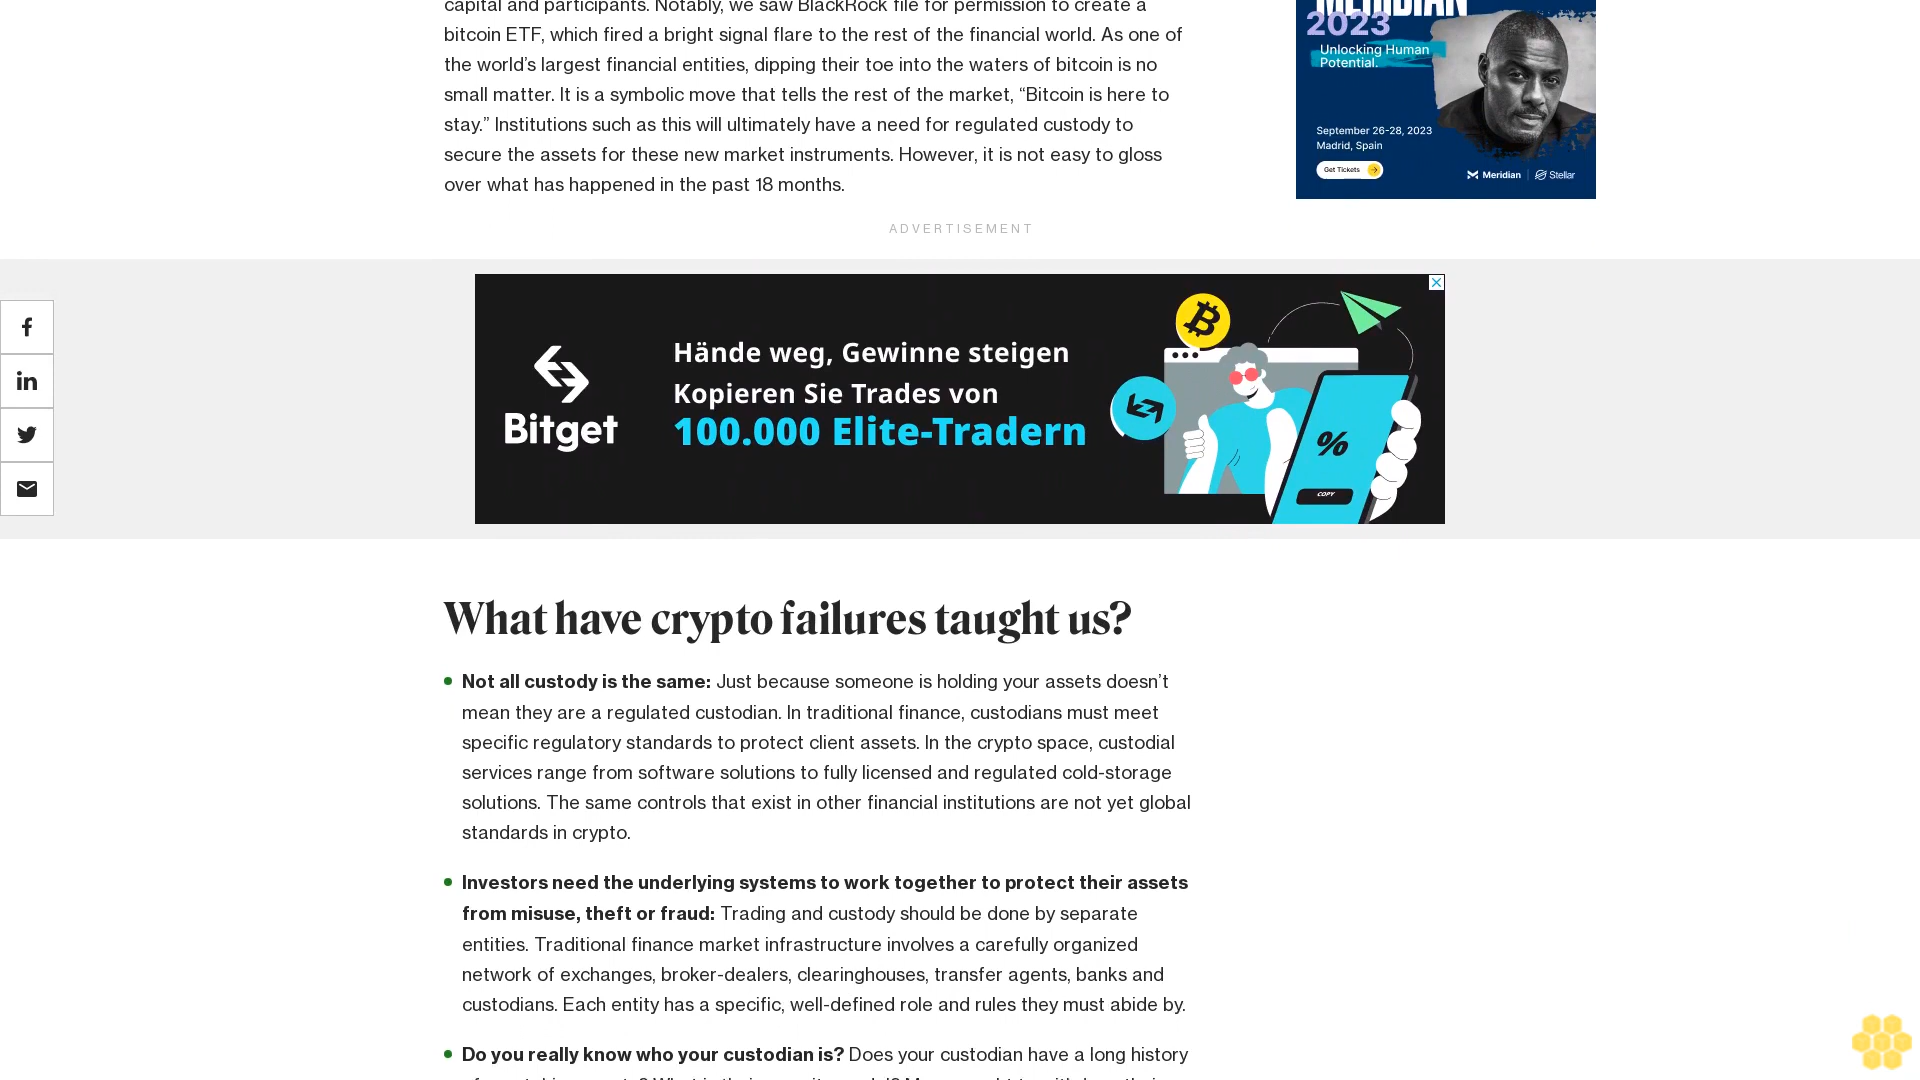 capital and participants. Notably, we saw BlackRock file for permission to create a
bitcoin ETF, which fired a bright signal flare to the rest of the financial world. As one of
the world’s largest financial entities, dipping their toe into the waters of bitcoin is no
small matter. It is a symbolic move that tells the rest of the market, “Bitcoin is here to
stay.” Institutions such as this will ultimately have a need for regulated custody to
secure the assets for these new market instruments. However, it is not easy to gloss
over what has happened in the past 18 months.
MERIDIAN
2023
Unlocking Human
Potential.
September 26-28, 2023
Madrid, Spain
Get Tickets
Meridian | Stellar
ADVERTISEMENT
Bitget
Hände weg, Gewinne steigen
Kopieren Sie Trades von
100.000 Elite-Tradern
%
COPY
What have crypto failures taught us?
Not all custody is the same: Just because someone is holding your assets doesn’t
mean they are a regulated custodian. In traditional finance, custodians must meet
specific regulatory standards to protect client assets. In the crypto space, custodial
services range from software solutions to fully licensed and regulated cold-storage
solutions. The same controls that exist in other financial institutions are not yet global
standards in crypto.
Investors need the underlying systems to work together to protect their assets
from misuse, theft or fraud: Trading and custody should be done by separate
entities. Traditional finance market infrastructure involves a carefully organized
network of exchanges, broker-dealers, clearinghouses, transfer agents, banks and
custodians. Each entity has a specific, well-defined role and rules they must abide by.
Do you really know who your custodian is? Does your custodian have a long history